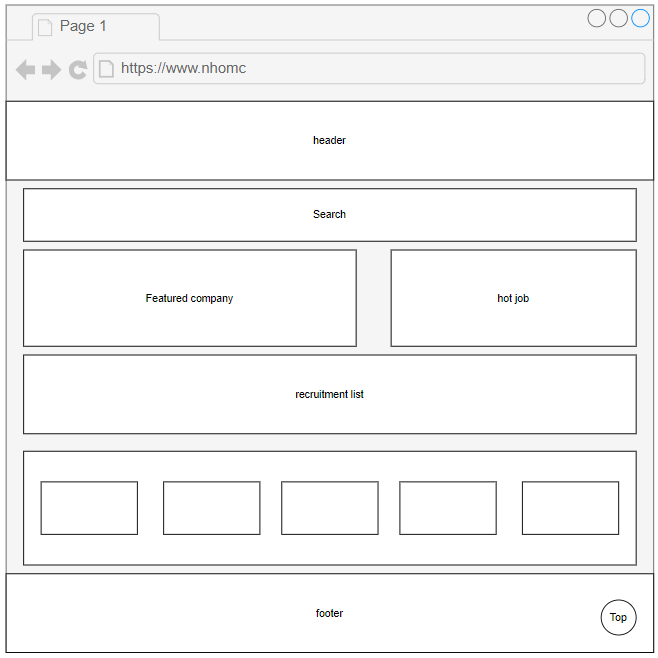 Page 1
https://www.nhomc
header
Search
Featured company
hot job
recruitment list
footer
Top